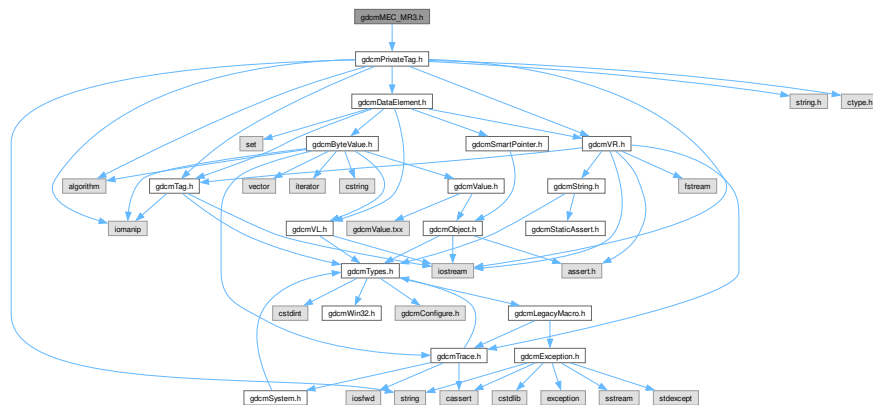 gdcmMEC_MR3.h
gdcmPrivateTag.h
gdcmDataElement.h
string.h
ctype.h
set
gdcmByteValue.h
gdcmSmartPointer.h
gdcmVR.h
algorithm
gdcmTag.h
vector
iterator
cstring
gdcmValue.h
gdcmString.h
fstream
iomanip
gdcmVL.h
gdcmValue.txx
gdcmObject.h
gdcmStaticAssert.h
gdcmTypes.h
iostream
assert.h
cstdint
gdcmWin32.h
gdcmConfigure.h
gdcmLegacyMacro.h
gdcmTrace.h
gdcmException.h
gdcmSystem.h
iosfwd
string
cassert
cstdlib
exception
sstream
stdexcept